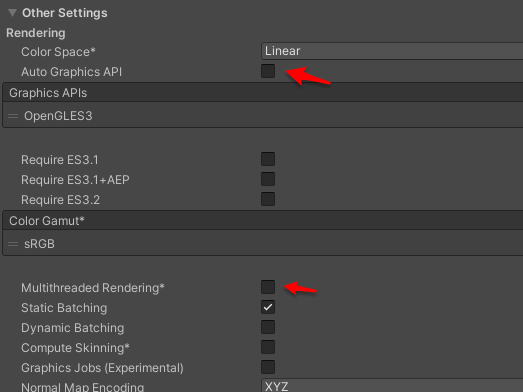 Other Settings
Rendering
Color Space* Linear
Auto Graphics API
Graphics APIs
OpenGLES3
Require ES3.1
Require ES3.1+AEP
Require ES3.2
Color Gamut*
sRGB
Multithreaded Rendering*
Static Batching
Dynamic Batching
Compute Skinning*
Graphics Jobs (Experimental)
Normal Map Encoding XYZ